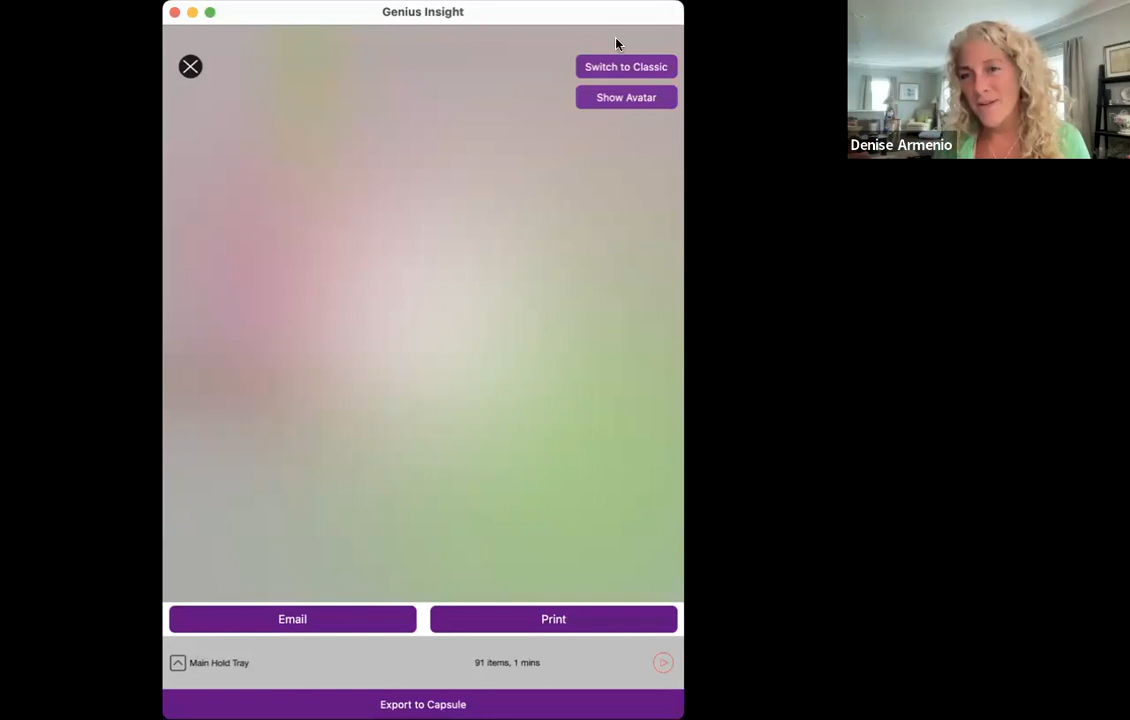 Genius Insight
Switch to Classic
Show Avatar
Denise Armenio
Email
Print
Main Hold Tray
91 items, 1 mins
Export to Capsule